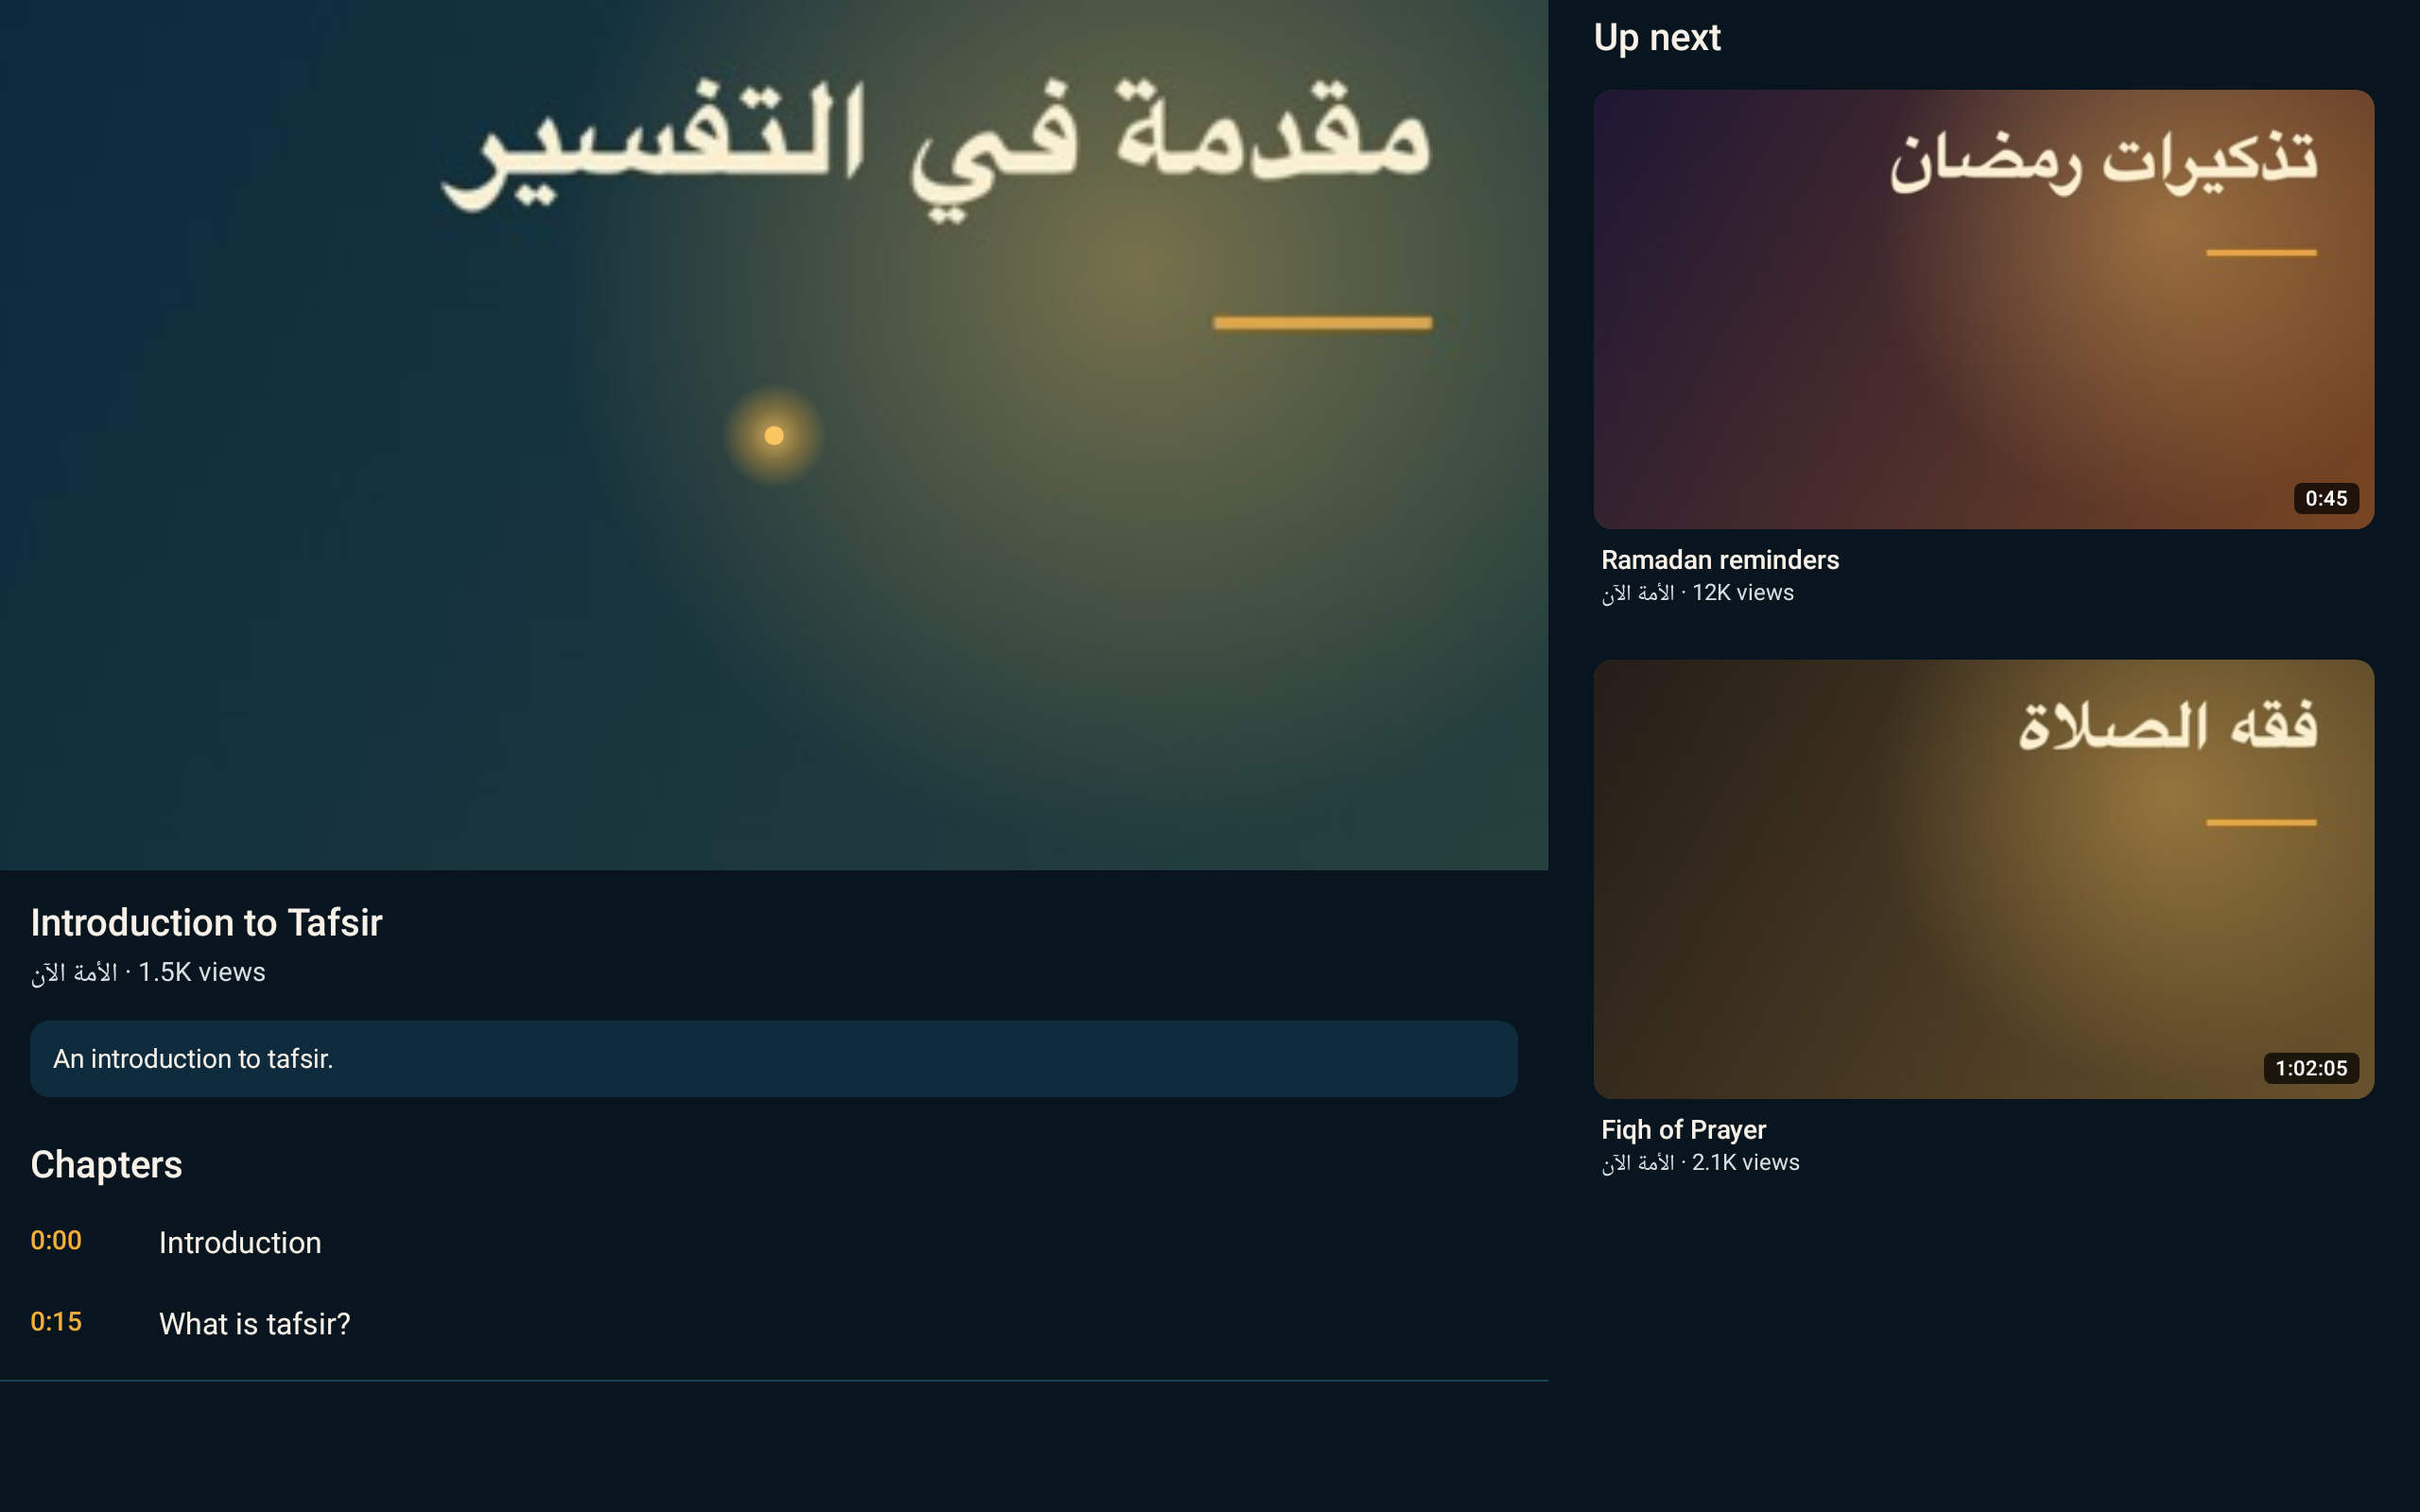 مقدمة في التفسير
Introduction to Tafsir
الأمة الآن · 1.5K views
An introduction to tafsir.
Chapters
0:00 Introduction
0:15 What is tafsir?
Up next
تذكيرات رمضان
0:45
Ramadan reminders
الأمة الآن · 12K views
فقه الصلاة
1:02:05
Fiqh of Prayer
الأمة الآن · 2.1K views